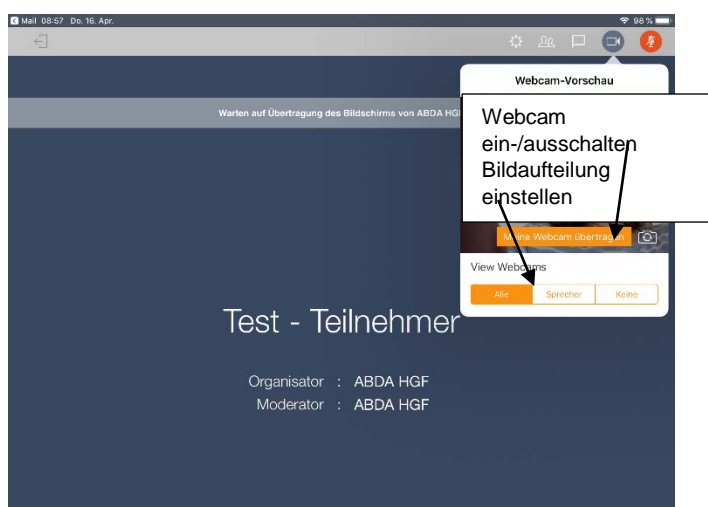 Mail 08:57 Do. 16. Apr.
98 %
Webcam-Vorschau
Warten auf Übertragung des Bildschirms von ABDA HGF
Webcam
ein-/ausschalten
Bildaufteilung
einstellen
Meine Webcam übertragen
View Webcams
Alle Sprecher Keine
Test - Teilnehmer
Organisator : ABDA HGF
Moderator : ABDA HGF